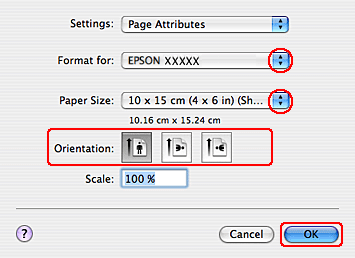 Settings: Page Attributes
Format for: EPSON XXXXX
Paper Size: 10 x 15 cm (4 x 6 in) (Sh...
10.16 cm x 15.24 cm
Orientation:
Scale: 100 %
? Cancel OK